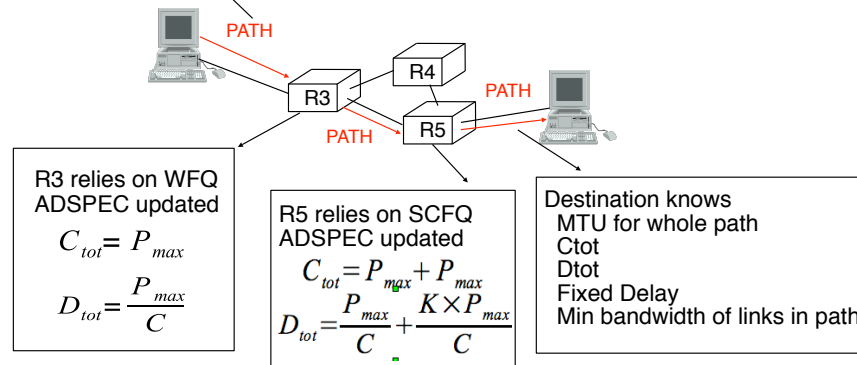 PATH
R4
R3
PATH
R5
PATH
R3 relies on WFQ
ADSPEC updated
C_tot = P_max
D_tot = P_max / C
R5 relies on SCFQ
ADSPEC updated
C_tot = P_max + P_max
D_tot = P_max / C + K × P_max / C
Destination knows
MTU for whole path
Ctot
Dtot
Fixed Delay
Min bandwidth of links in path